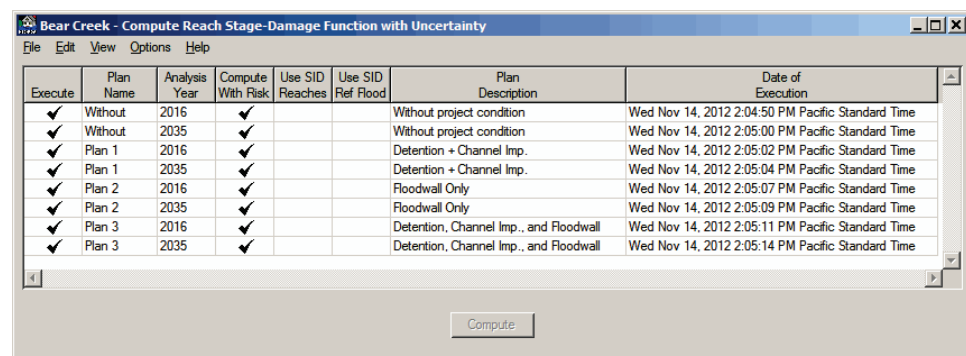 Bear Creek - Compute Reach Stage-Damage Function with Uncertainty
File Edit View Options Help
Execute Plan Name Analysis Year Compute With Risk Use SID Reaches Use SID Ref Flood Plan Description Date of Execution
Without 2016 Without project condition Wed Nov 14, 2012 2:04:50 PM Pacific Standard Time
Without 2035 Without project condition Wed Nov 14, 2012 2:05:00 PM Pacific Standard Time
Plan 1 2016 Detention + Channel Imp. Wed Nov 14, 2012 2:05:02 PM Pacific Standard Time
Plan 1 2035 Detention + Channel Imp. Wed Nov 14, 2012 2:05:04 PM Pacific Standard Time
Plan 2 2016 Floodwall Only Wed Nov 14, 2012 2:05:07 PM Pacific Standard Time
Plan 2 2035 Floodwall Only Wed Nov 14, 2012 2:05:09 PM Pacific Standard Time
Plan 3 2016 Detention, Channel Imp., and Floodwall Wed Nov 14, 2012 2:05:11 PM Pacific Standard Time
Plan 3 2035 Detention, Channel Imp., and Floodwall Wed Nov 14, 2012 2:05:14 PM Pacific Standard Time
Compute